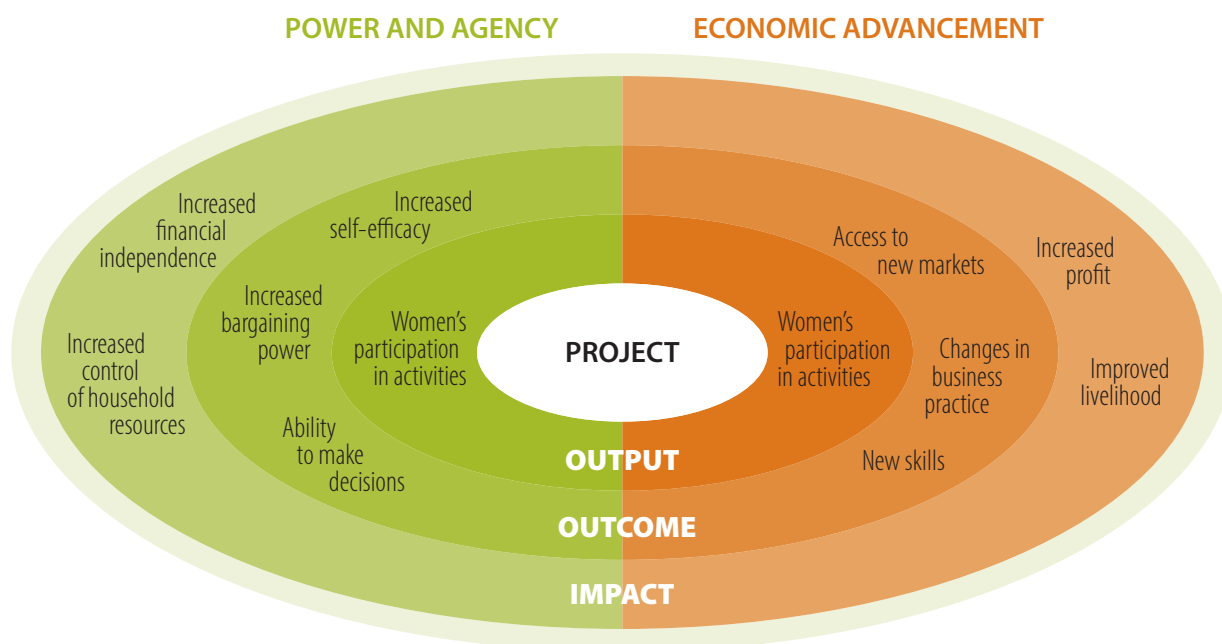 POWER AND AGENCY
ECONOMIC ADVANCEMENT
Increased
financial
independence
Increased
self-efficacy
Increased
bargaining
power
Increased
control
of household
resources
Ability
to make
decisions
Women's
participation
in activities
PROJECT
Women's
participation
in activities
Access to
new markets
Changes in
business
practice
New skills
Increased
profit
Improved
livelihood
OUTPUT
OUTCOME
IMPACT